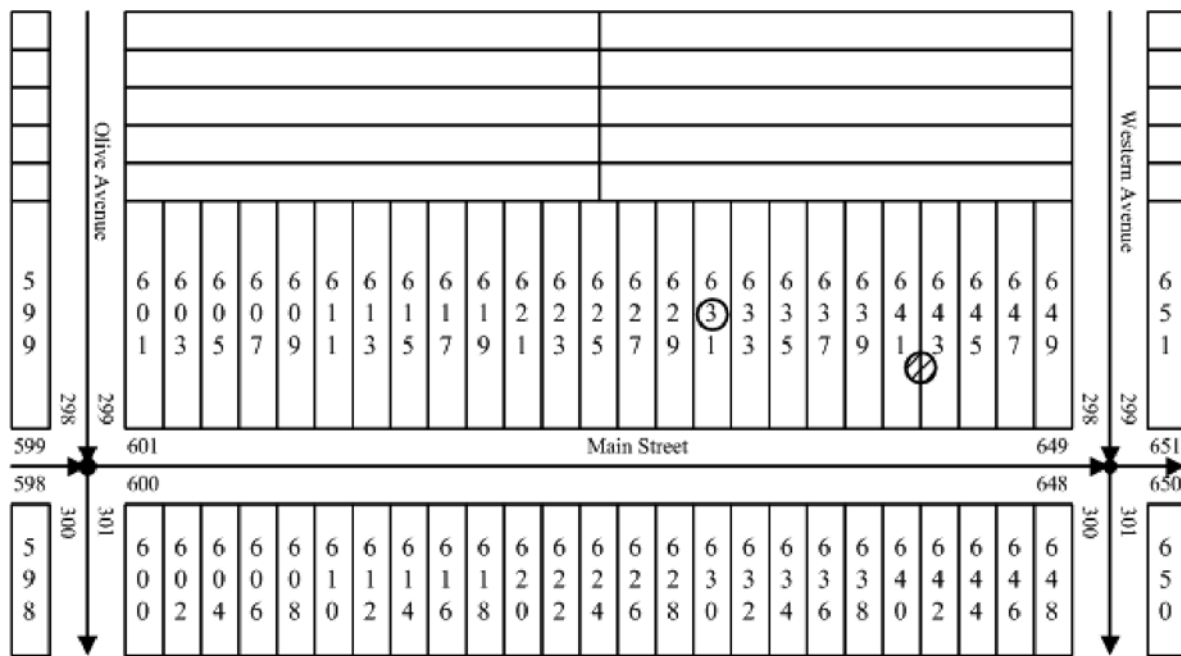 Olive Avenue
Western Avenue
599 601 603 605 607 609 611 613 615 617 619 621 623 625 627 629 631 633 635 637 639 641 643 645 647 649 651
298 299 298 299
599 601 Main Street 649 651
598 600 648 650
300 301 300 301
598 600 602 604 606 608 610 612 614 616 618 620 622 624 626 628 630 632 634 636 638 640 642 644 646 648 650